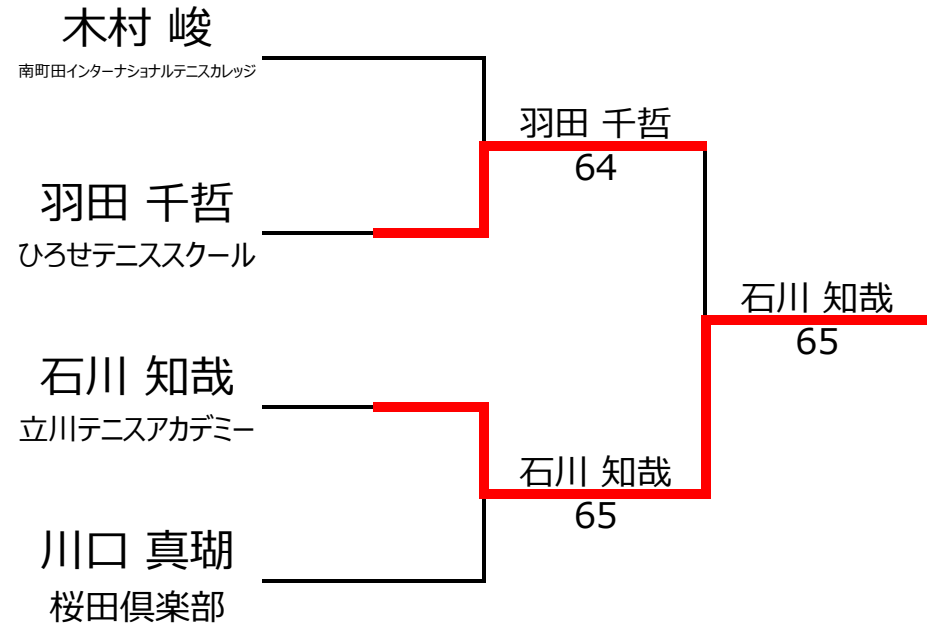 木村 峻
南町田インターナショナルテニスカレッジ
羽田 千哲
64
羽田 千哲
ひろせテニススクール
石川 知哉
65
石川 知哉
立川テニスアカデミー
石川 知哉
65
川口 真瑚
桜田倶楽部